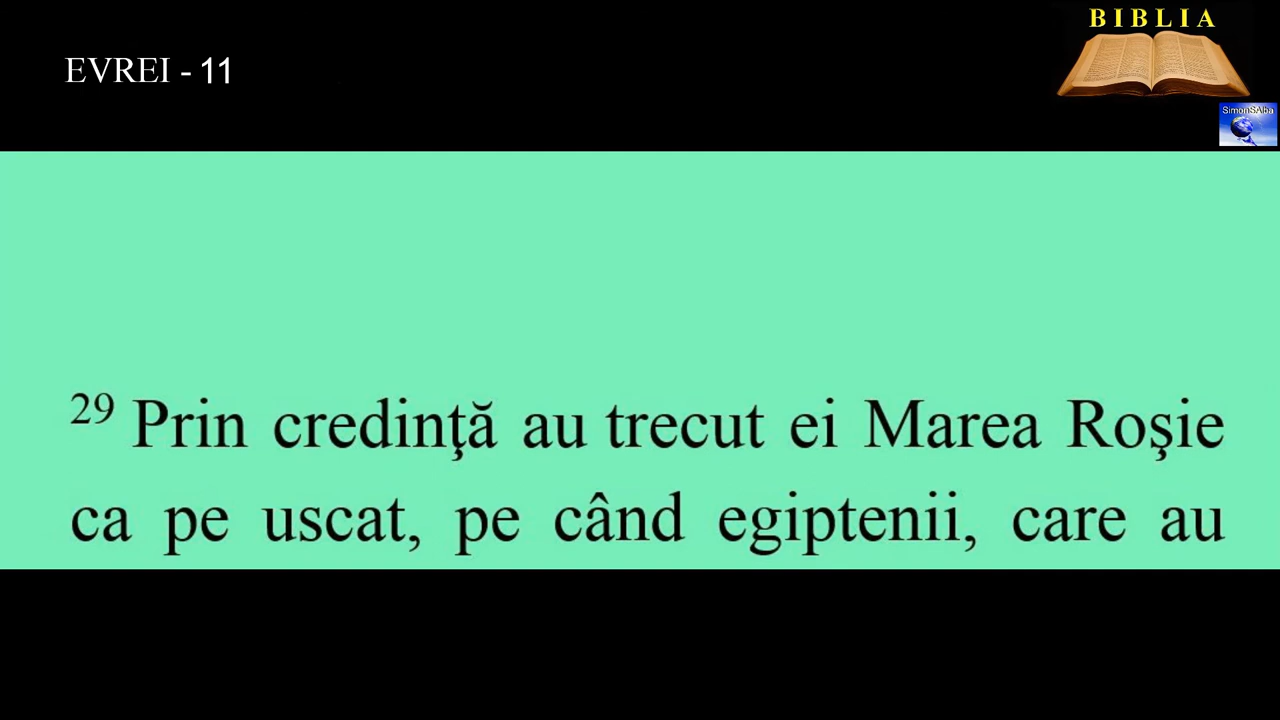 BIBLIA
EVREI - 11
SimonSAlba
29 Prin credinţă au trecut ei Marea Roşie
ca pe uscat, pe când egiptenii, care au